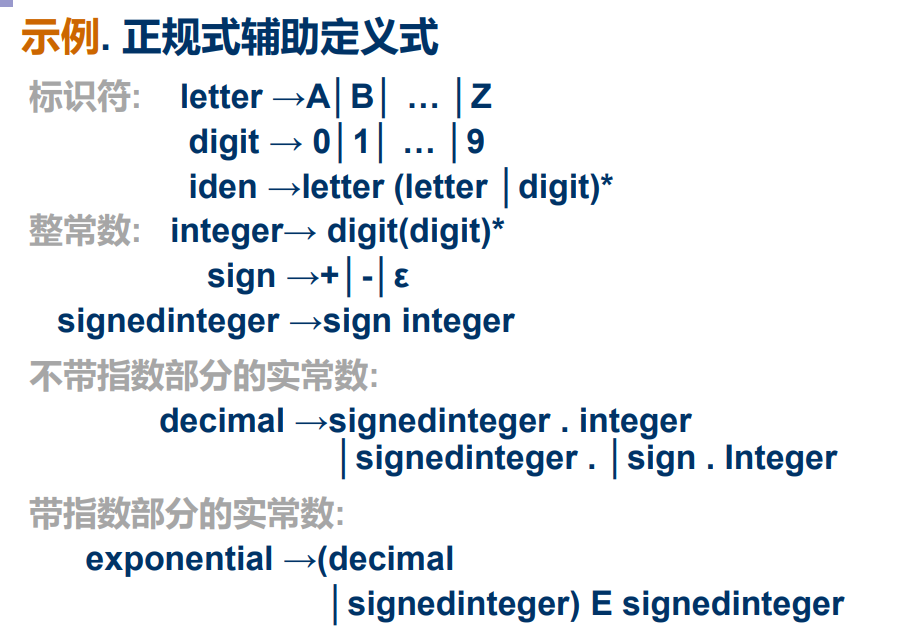 示例. 正规式辅助定义式
标识符: letter →A│B│ … │Z
digit → 0│1│ … │9
iden →letter (letter │digit)*
整常数: integer→ digit(digit)*
sign →+│-│ε
signedinteger →sign integer
不带指数部分的实常数:
decimal →signedinteger . integer
│signedinteger . │sign . Integer
带指数部分的实常数:
exponential →(decimal
│signedinteger) E signedinteger